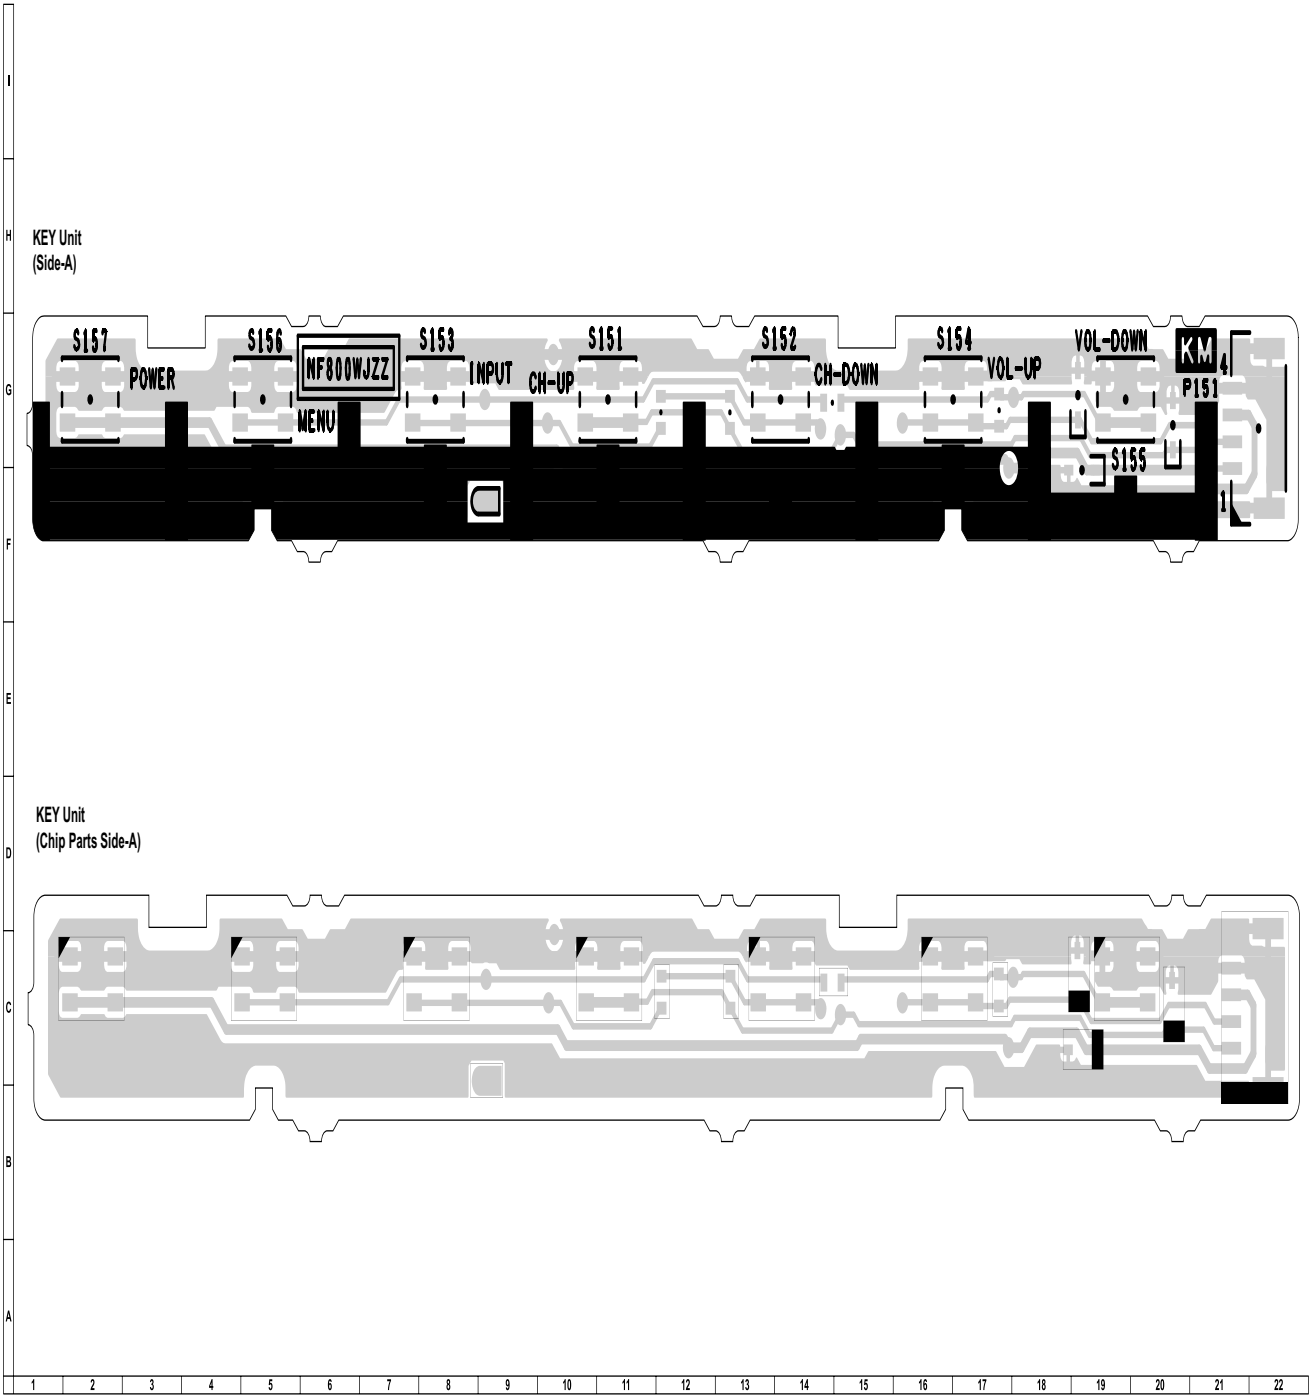 I
H
KEY Unit
(Side-A)
S157
S156
S153
S151
S152
S154
VOL-DOWN
KM
NF800WJZZ
POWER
INPUT
CH-UP
CH-DOWN
VOL-UP
4
P151
G
MENU
S155
1
F
E
KEY Unit
(Chip Parts Side-A)
D
C
B
A
1 2 3 4 5 6 7 8 9 10 11 12 13 14 15 16 17 18 19 20 21 22